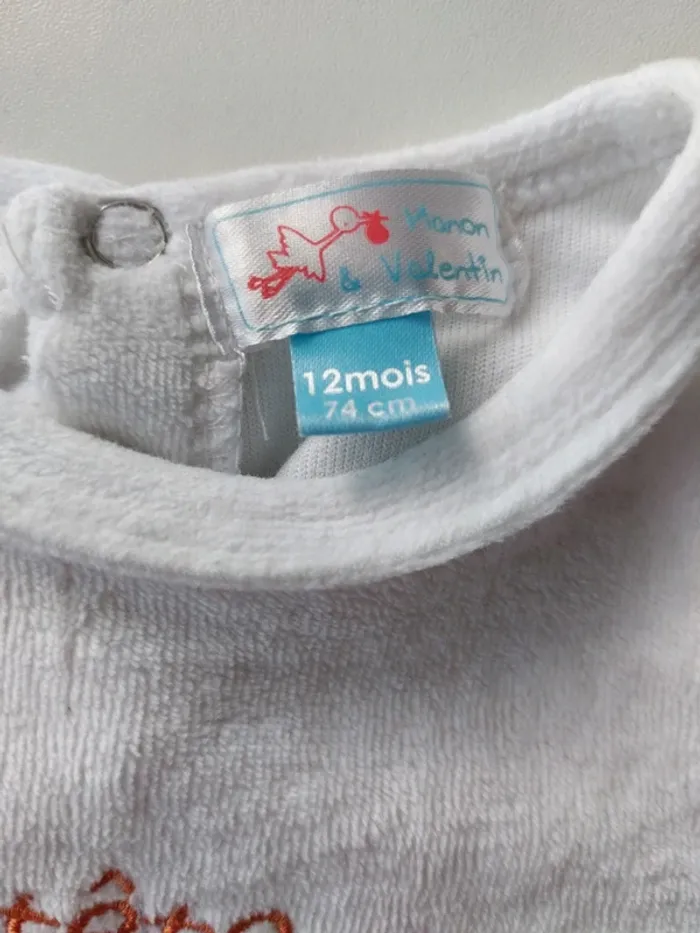 Manon
& Valentin
12mois
74 cm